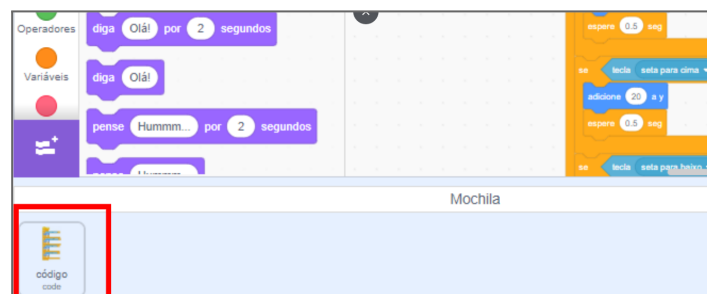 Operadores
Variáveis
diga Olá! por 2 segundos
diga Olá!
pense Hummm... por 2 segundos
espere 0.5 seg
se tecla seta para cima
adicione 20 a y
espere 0.5 seg
se tecla seta para baixo
Mochila
código
code